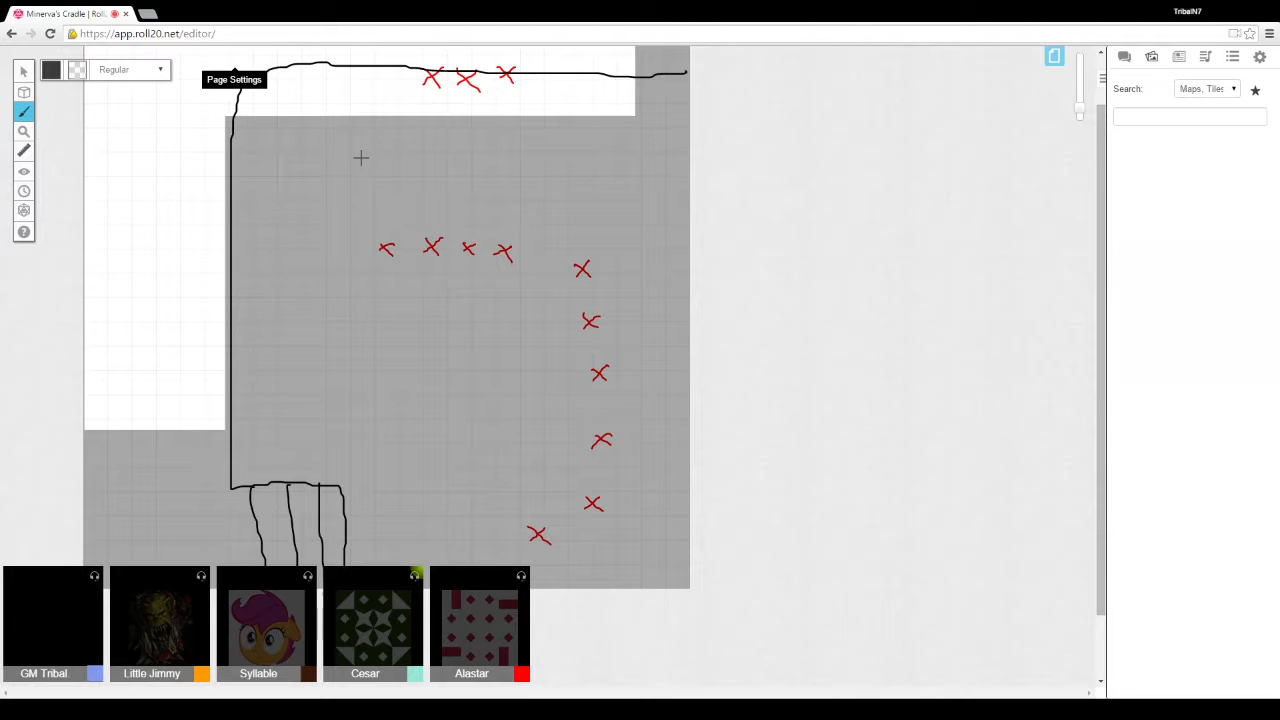 TribalN7
Minerva's Cradle | Roll
https://app.roll20.net/editor/
Regular
Page Settings
Search:
Maps, Tiles
GM Tribal
Little Jimmy
Syllable
Cesar
Alastar